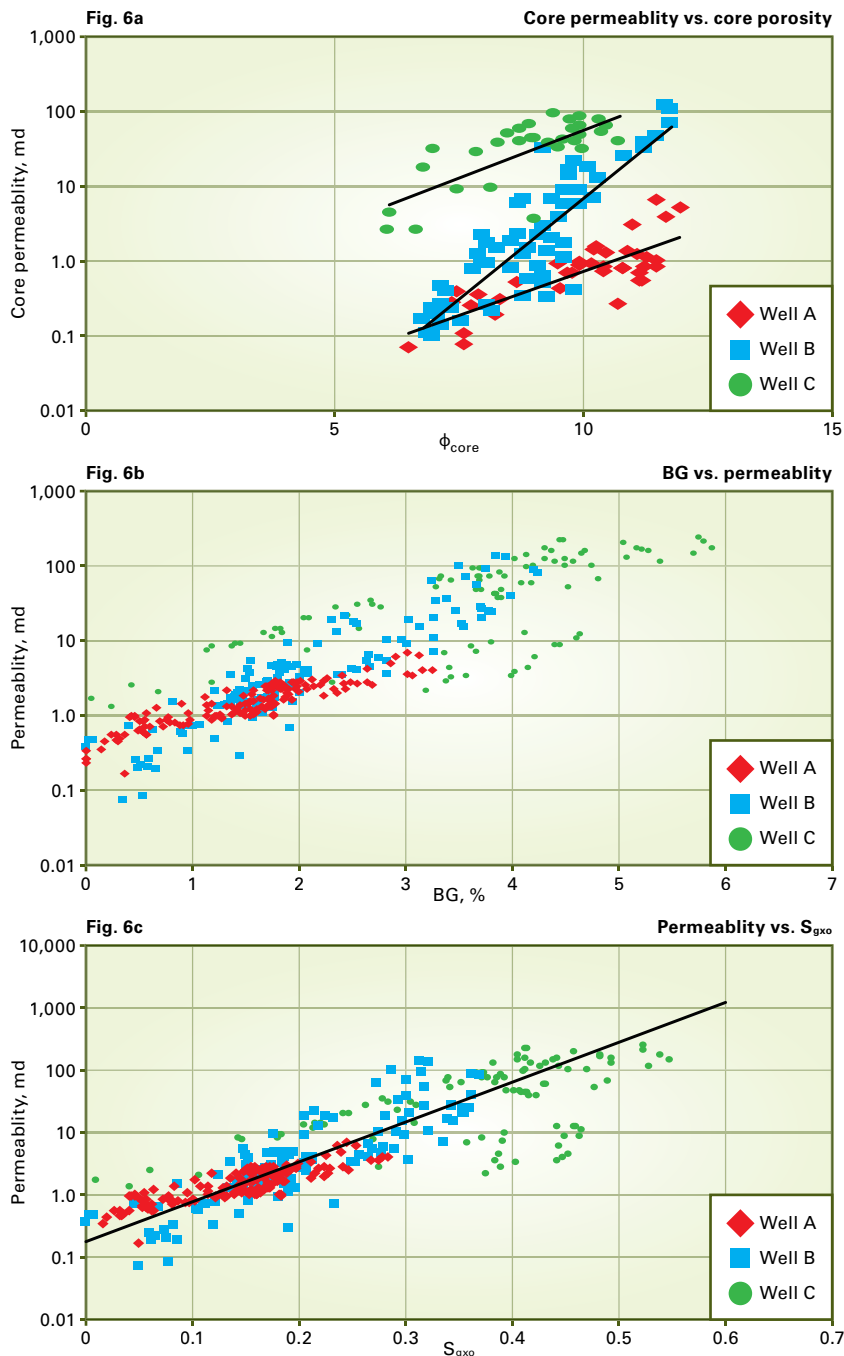 Fig. 6a Core permeablity vs. core porosity
1,000
100
10
1.0
0.1
0.01
Core permeablity, md
Well A
Well B
Well C
0 5 10 15
ϕcore
Fig. 6b BG vs. permeablity
1,000
100
10
1.0
0.1
0.01
Permeablity, md
Well A
Well B
Well C
0 1 2 3 4 5 6 7
BG, %
Fig. 6c Permeablity vs. Sgxo
10,000
1,000
100
10
1.0
0.1
0.01
Permeablity, md
Well A
Well B
Well C
0 0.1 0.2 0.3 0.4 0.5 0.6 0.7
Sgxo